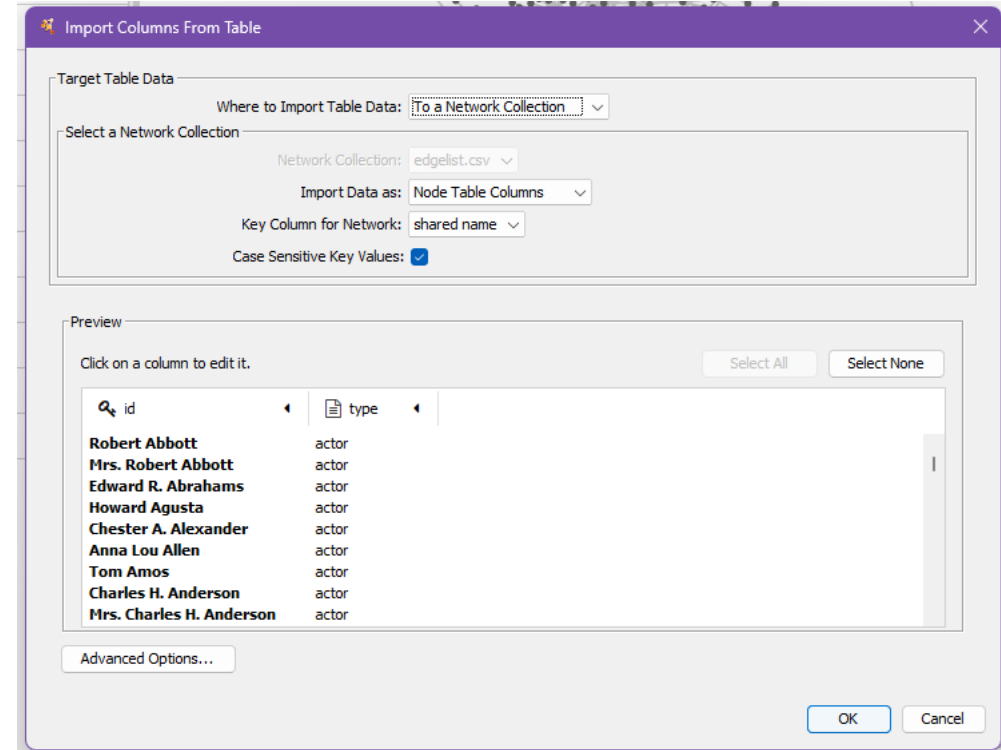 Import Columns From Table
Target Table Data
Where to Import Table Data: To a Network Collection
Select a Network Collection
Network Collection: edgelist.csv
Import Data as: Node Table Columns
Key Column for Network: shared name
Case Sensitive Key Values:
Preview
Click on a column to edit it. Select All Select None
id type
Robert Abbott actor
Mrs. Robert Abbott actor
Edward R. Abrahams actor
Howard Agusta actor
Chester A. Alexander actor
Anna Lou Allen actor
Tom Amos actor
Charles H. Anderson actor
Mrs. Charles H. Anderson actor
Advanced Options...
OK Cancel